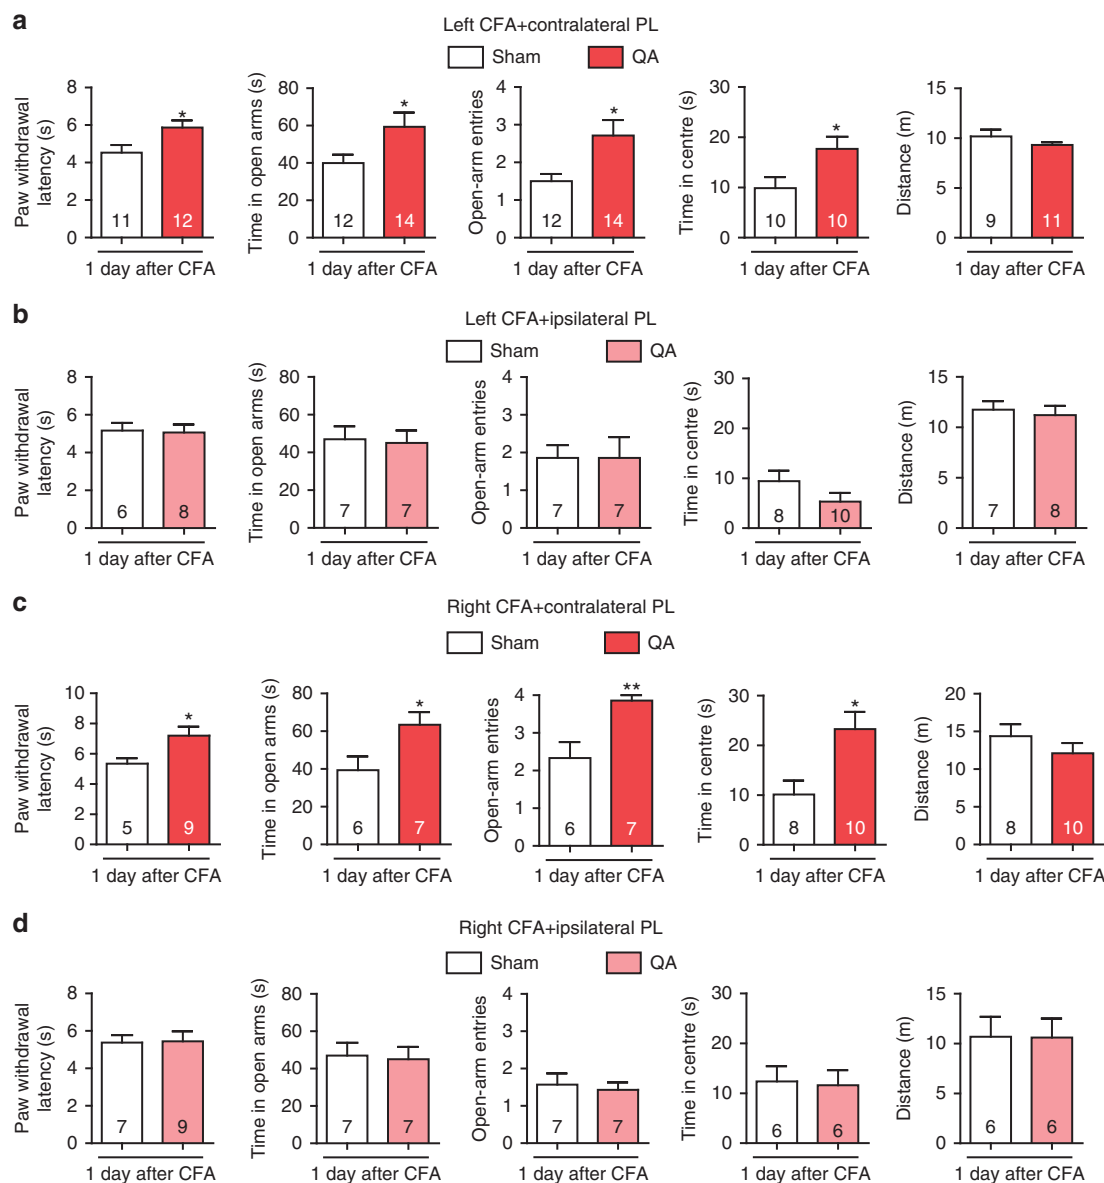 a
Left CFA+contralateral PL
Sham QA
Paw withdrawal
latency (s)
8
6
4
2
0
*
11 12
1 day after CFA
Time in open arms (s)
80
60
40
20
0
*
12 14
1 day after CFA
Open-arm entries
4
3
2
1
0
*
12 14
1 day after CFA
Time in centre (s)
30
20
10
0
*
10 10
1 day after CFA
Distance (m)
15
10
5
0
9 11
1 day after CFA
b
Left CFA+ipsilateral PL
Sham QA
Paw withdrawal
latency (s)
8
6
4
2
0
6 8
1 day after CFA
Time in open arms (s)
80
60
40
20
0
7 7
1 day after CFA
Open-arm entries
4
3
2
1
0
7 7
1 day after CFA
Time in centre (s)
30
20
10
0
8 10
1 day after CFA
Distance (m)
15
10
5
0
7 8
1 day after CFA
c
Right CFA+contralateral PL
Sham QA
Paw withdrawal
latency (s)
10
8
6
4
2
0
*
5 9
1 day after CFA
Time in open arms (s)
80
60
40
20
0
*
6 7
1 day after CFA
Open-arm entries
4
3
2
1
0
**
6 7
1 day after CFA
Time in centre (s)
30
20
10
0
*
8 10
1 day after CFA
Distance (m)
20
15
10
5
0
8 10
1 day after CFA
d
Right CFA+ipsilateral PL
Sham QA
Paw withdrawal
latency (s)
8
6
4
2
0
7 9
1 day after CFA
Time in open arms (s)
80
60
40
20
0
7 7
1 day after CFA
Open-arm entries
4
3
2
1
0
7 7
1 day after CFA
Time in centre (s)
30
20
10
0
6 6
1 day after CFA
Distance (m)
15
10
5
0
6 6
1 day after CFA